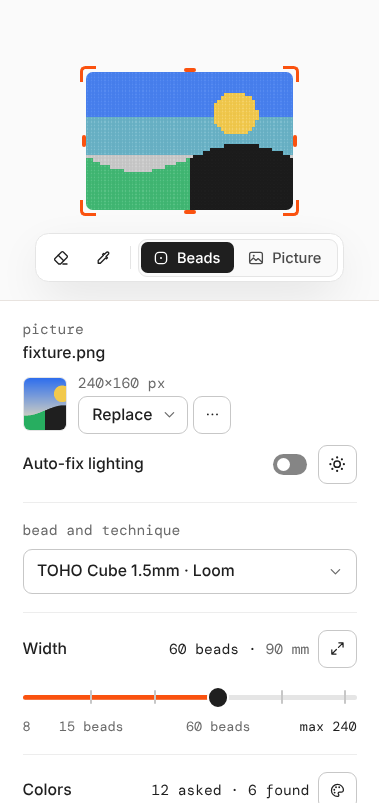 Beads
Picture
picture
fixture.png
240×160 px
Replace
Auto-fix lighting
bead and technique
TOHO Cube 1.5mm · Loom
Width
60 beads · 90 mm
8
15 beads
60 beads
max 240
Colors
12 asked · 6 found